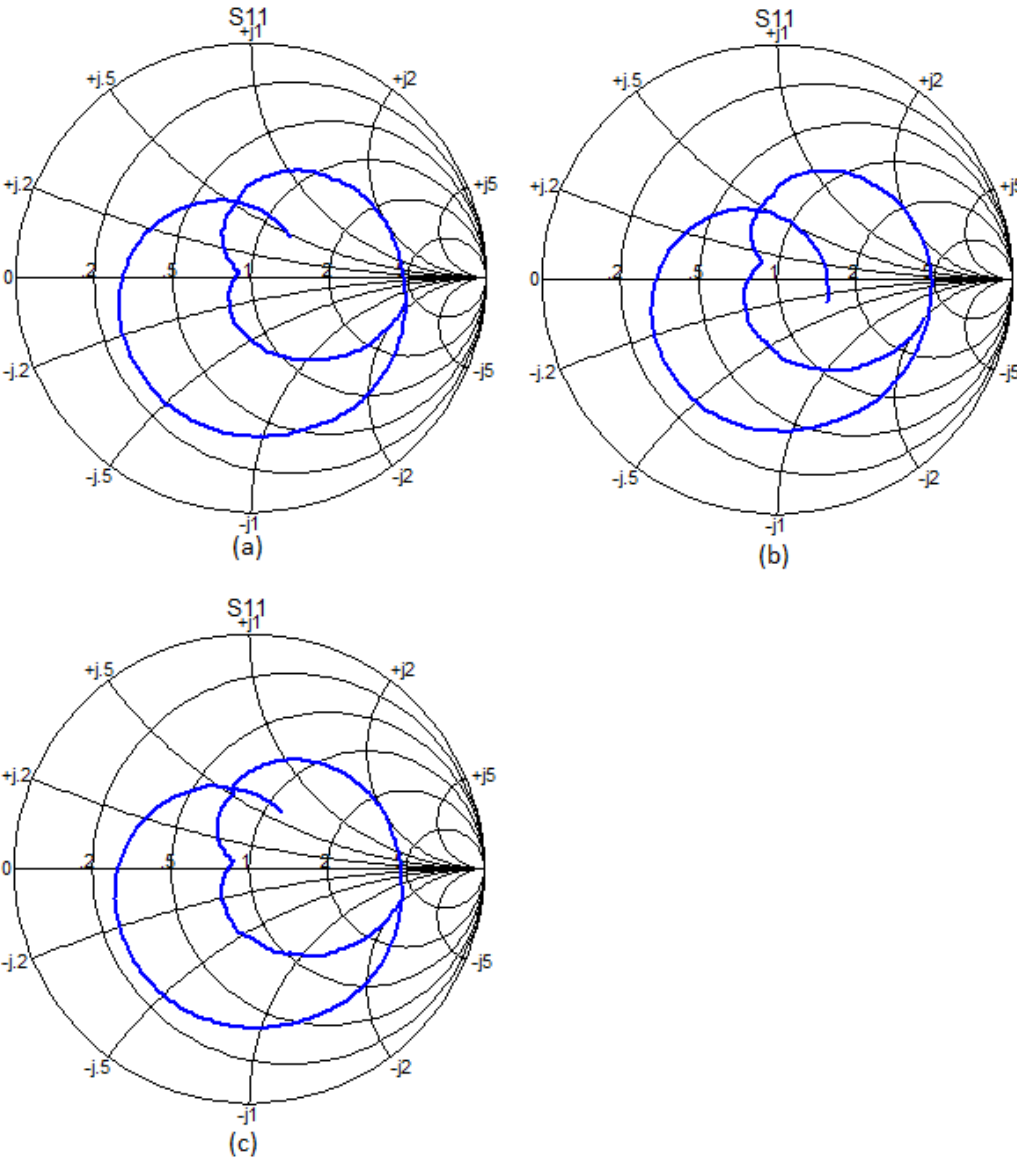 S11 S11
+j1 +j1
+j.5 +j2 +j.5 +j2
+j.2 +j5 +j.2 +j5
0 .2 .5 1 2 0 .2 .5 1 2
-j.2 -j5 -j.2 -j5
-j.5 -j2 -j.5 -j2
-j1 -j1
(a) (b)
S11
+j1
+j.5 +j2
+j.2 +j5
0 .2 .5 1 2
-j.2 -j5
-j.5 -j2
-j1
(c)